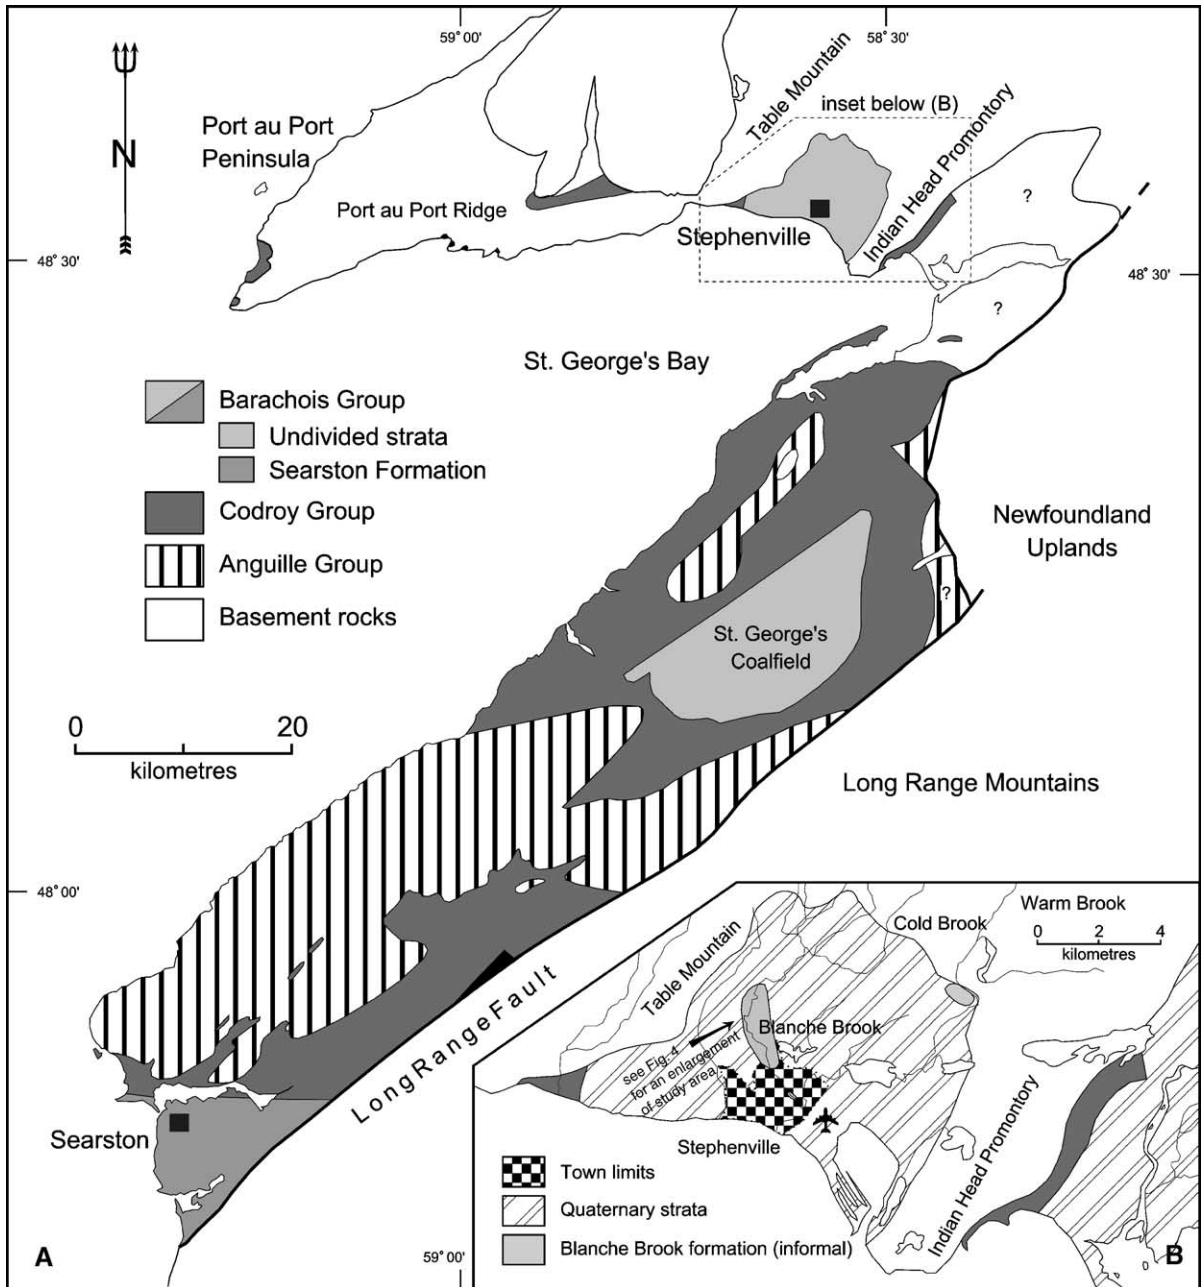 59° 00'
58° 30'
Table Mountain
inset below (B)
Port au Port
Peninsula
N
Indian Head Promontory
?
Port au Port Ridge
Stephenville
48° 30'
48° 30'
?
St. George's Bay
Barachois Group
Undivided strata
Searston Formation
Codroy Group
Anguille Group
Basement rocks
Newfoundland
Uplands
?
St. George's
Coalfield
0 20
kilometres
Long Range Mountains
48° 00'
Long Range Fault
Searston
59° 00'
A
Warm Brook
Cold Brook
0 2 4
kilometres
Table Mountain
Blanche Brook
see Fig. 4
for an enlargement
of study area
Stephenville
Town limits
Quaternary strata
Blanche Brook formation (informal)
Indian Head Promontory
B